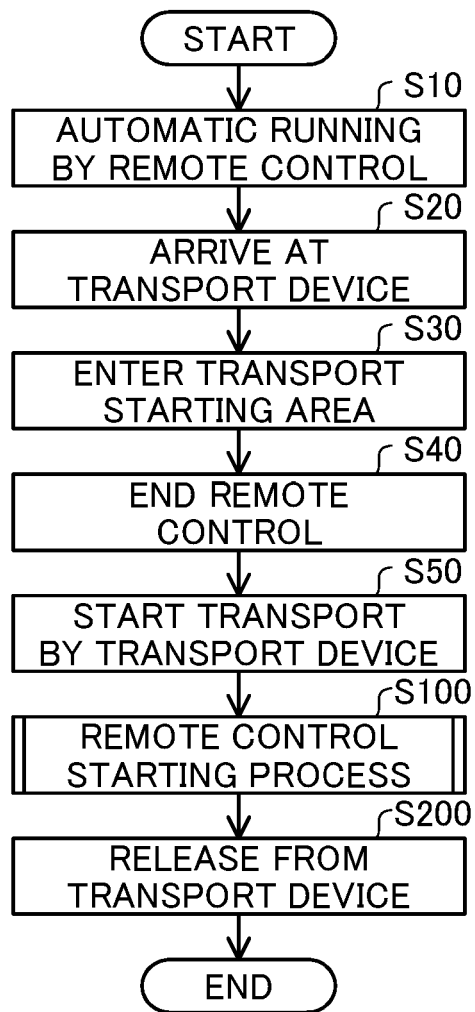 START
S10
AUTOMATIC RUNNING
BY REMOTE CONTROL
S20
ARRIVE AT
TRANSPORT DEVICE
S30
ENTER TRANSPORT
STARTING AREA
S40
END REMOTE
CONTROL
S50
START TRANSPORT
BY TRANSPORT DEVICE
S100
REMOTE CONTROL
STARTING PROCESS
S200
RELEASE FROM
TRANSPORT DEVICE
END